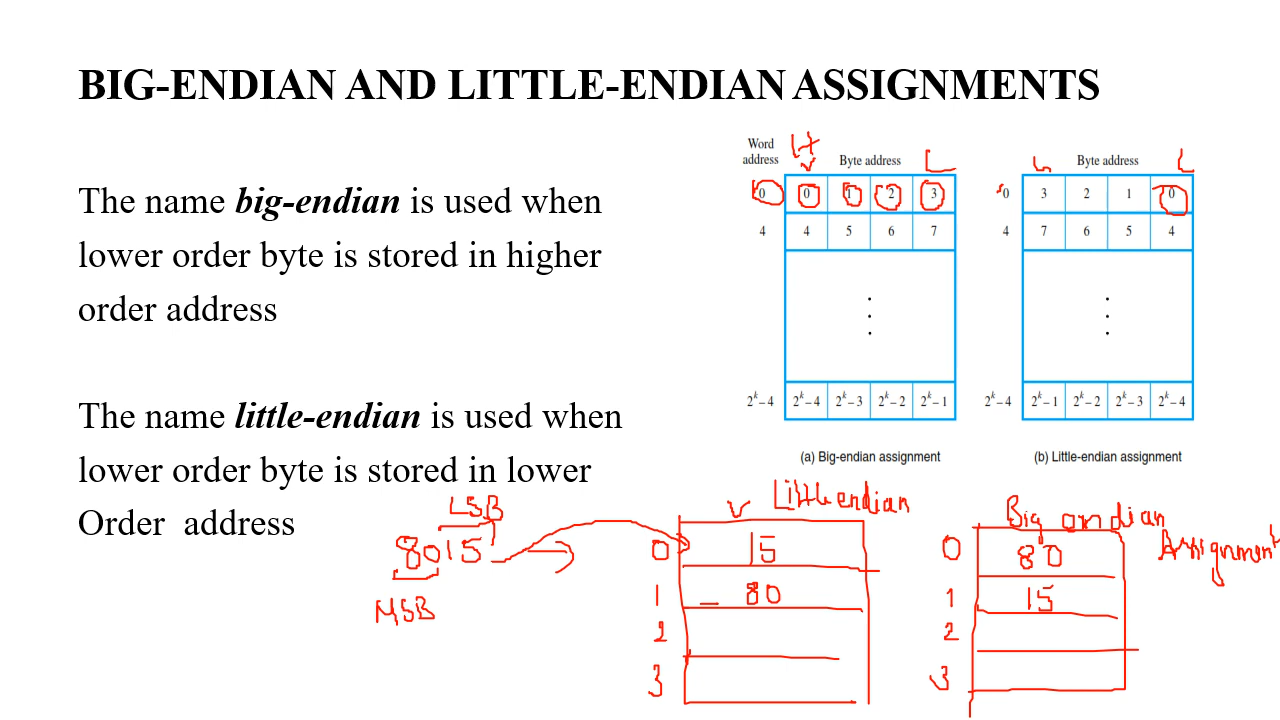 BIG-ENDIAN AND LITTLE-ENDIAN ASSIGNMENTS
The name big-endian is used when
lower order byte is stored in higher
order address
The name little-endian is used when
lower order byte is stored in lower
Order address
Word
address
Byte address
0 0 1 2 3
4 4 5 6 7
2^k – 4 2^k – 4 2^k – 3 2^k – 2 2^k – 1
(a) Big-endian assignment
Byte address
0 3 2 1 0
4 7 6 5 4
2^k – 4 2^k – 1 2^k – 2 2^k – 3 2^k – 4
(b) Little-endian assignment
LSB
8015
MSB
Little endian
0 15
1 80
2
3
Big endian
Assignment
0 80
1 15
2
3